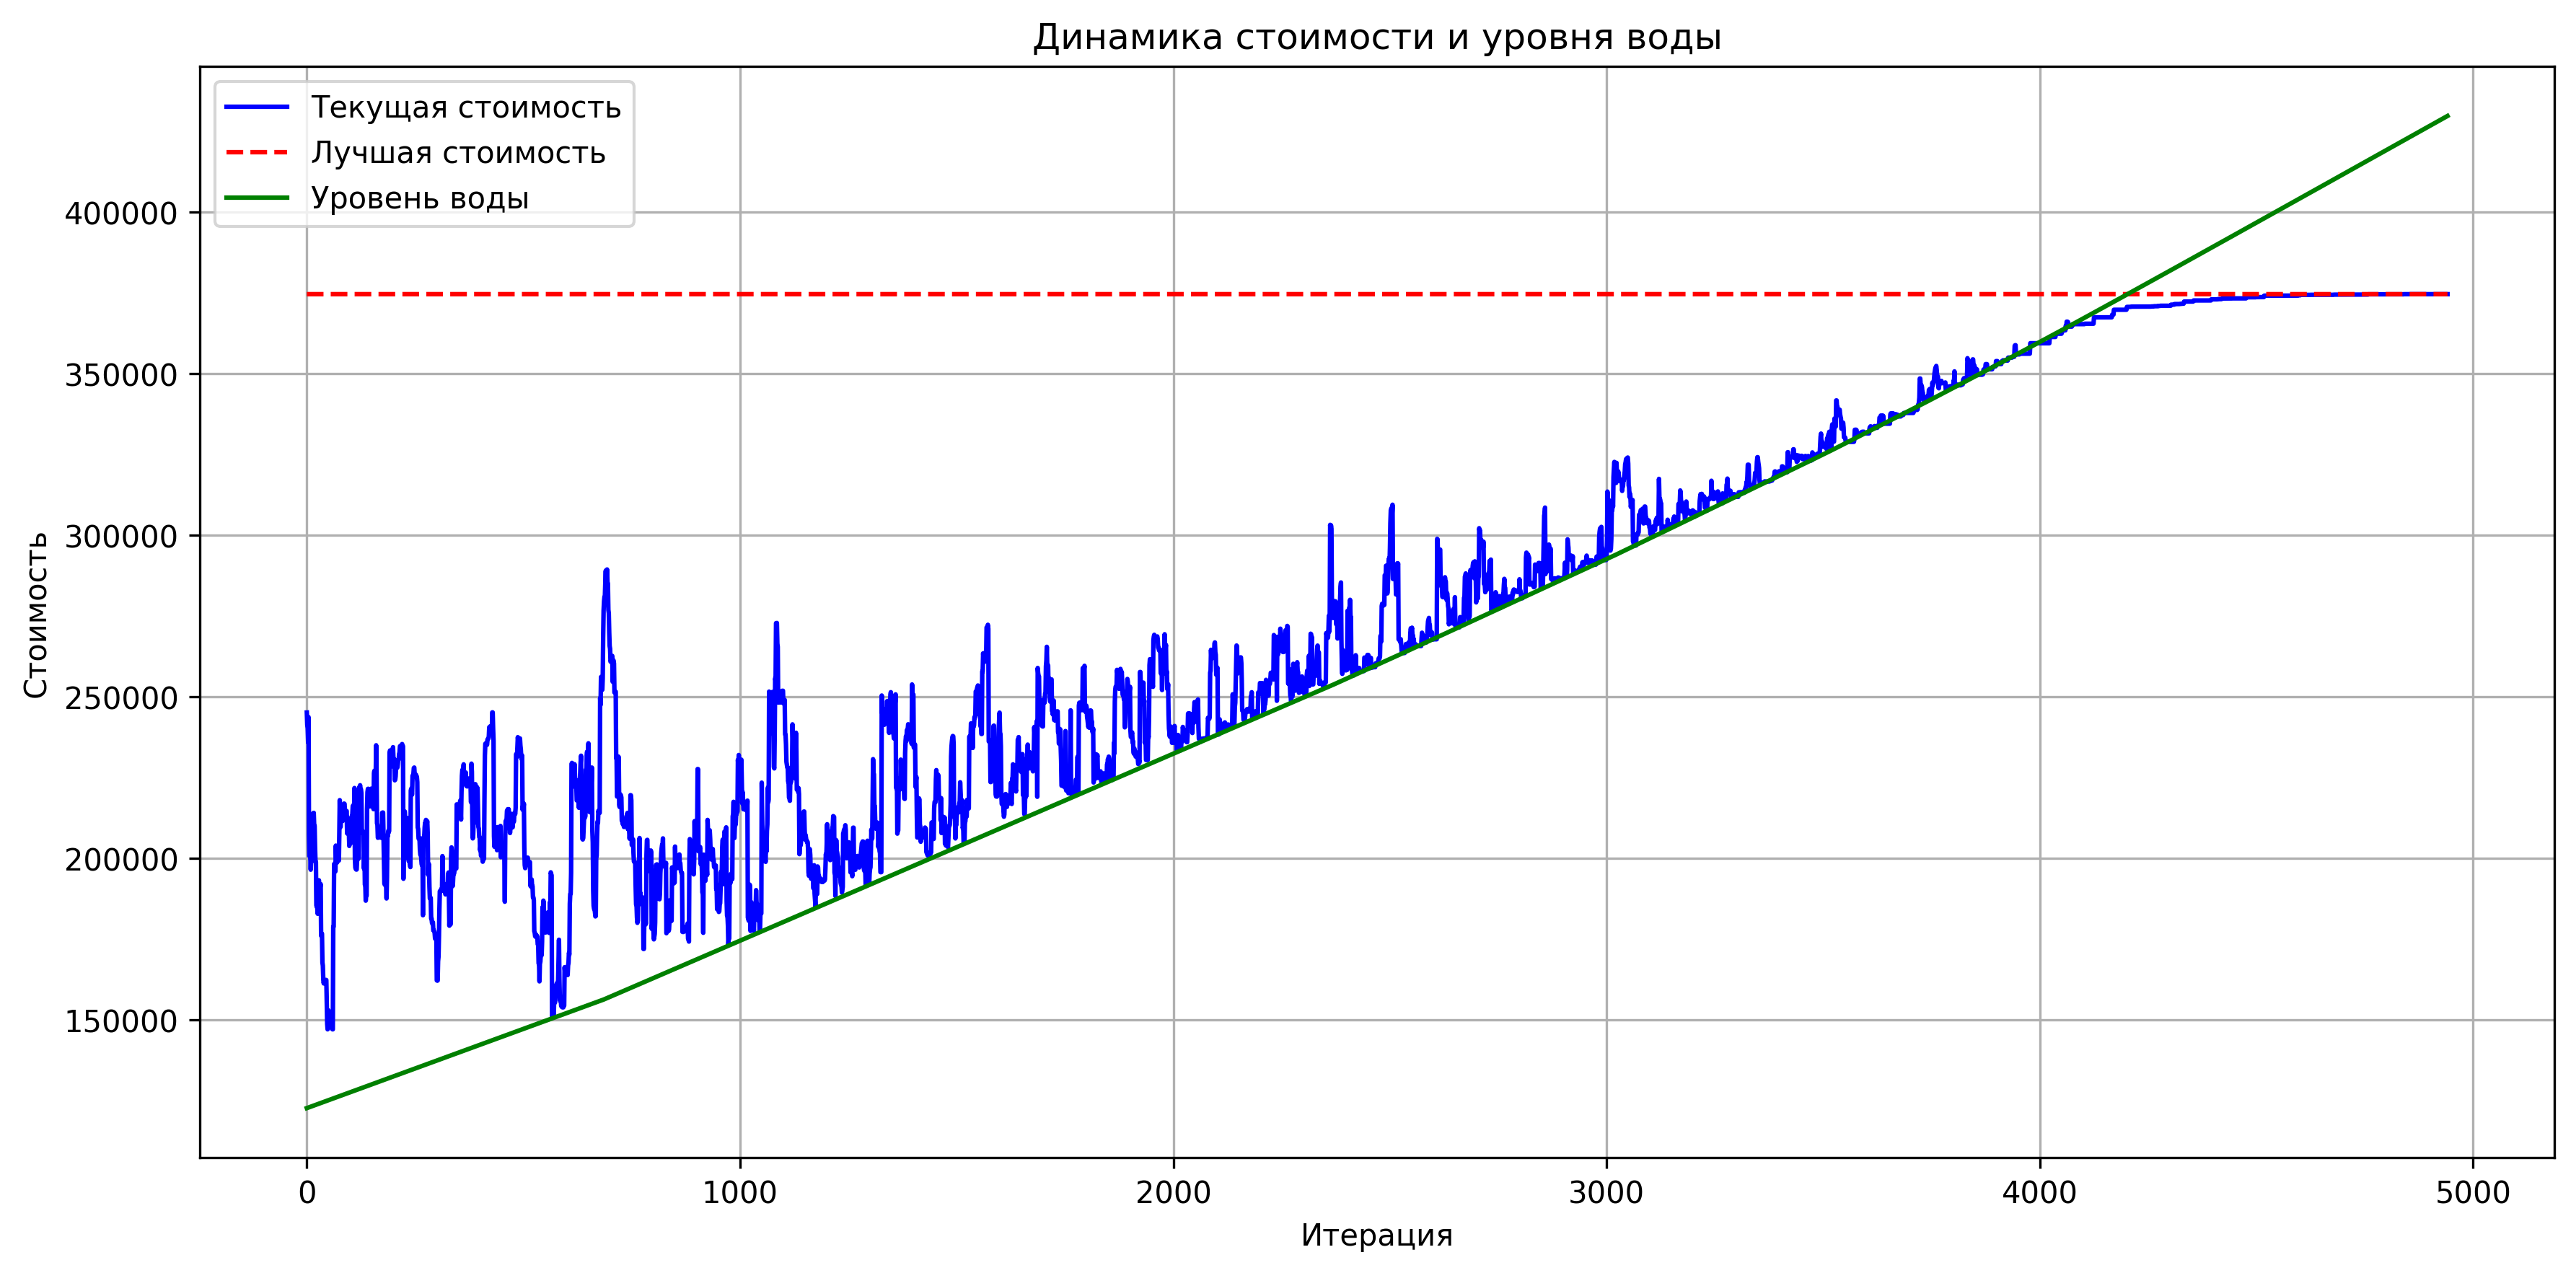 Динамика стоимости и уровня воды
Текущая стоимость
Лучшая стоимость
Уровень воды
400000
350000
300000
250000
200000
150000
Стоимость
0 1000 2000 3000 4000 5000
Итерация